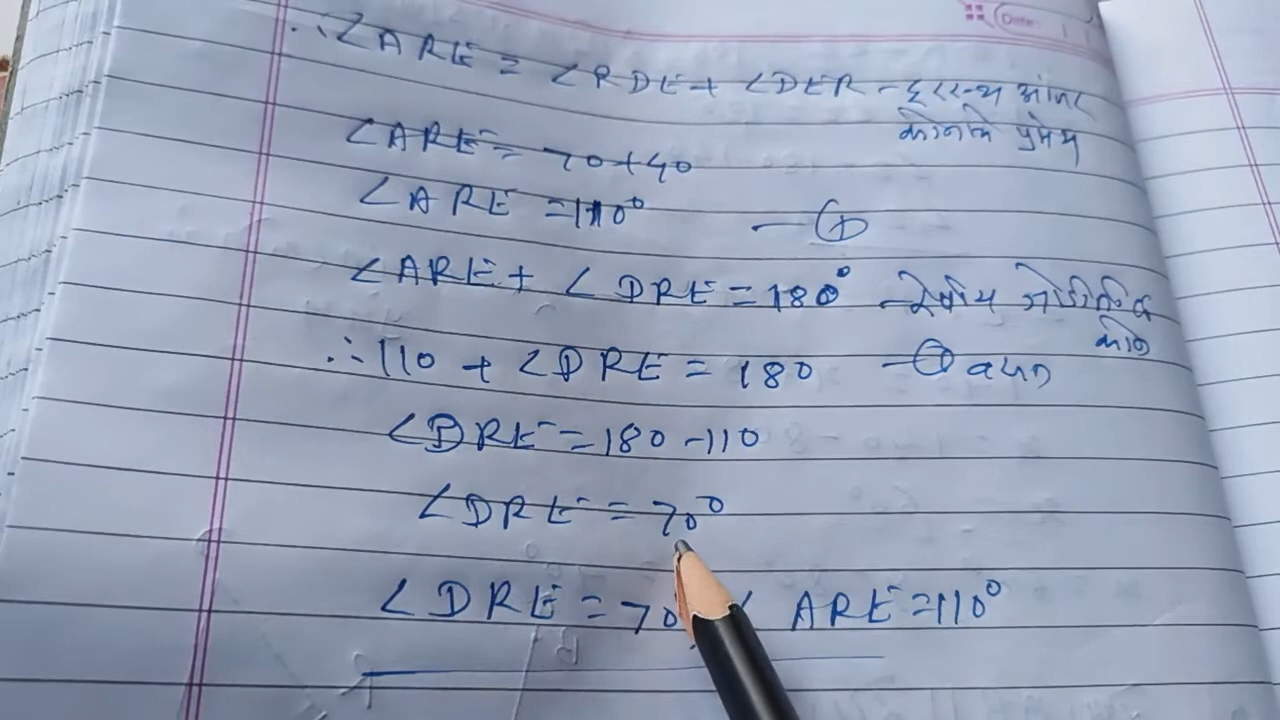 Date:
∴ ∠ARE = ∠RDE + ∠DER - दूरस्थ आंतर
कोनाचे प्रमेय
∠ARE = 70+40
∠ARE = 110° — ①
∠ARE + ∠DRE = 180° - रेषीय जोडीतील
कोन
∴ 110 + ∠DRE = 180 - ① वरून
∠DRE = 180 - 110
∠DRE = 70°
∠DRE = 70 ∠ ARE = 110°